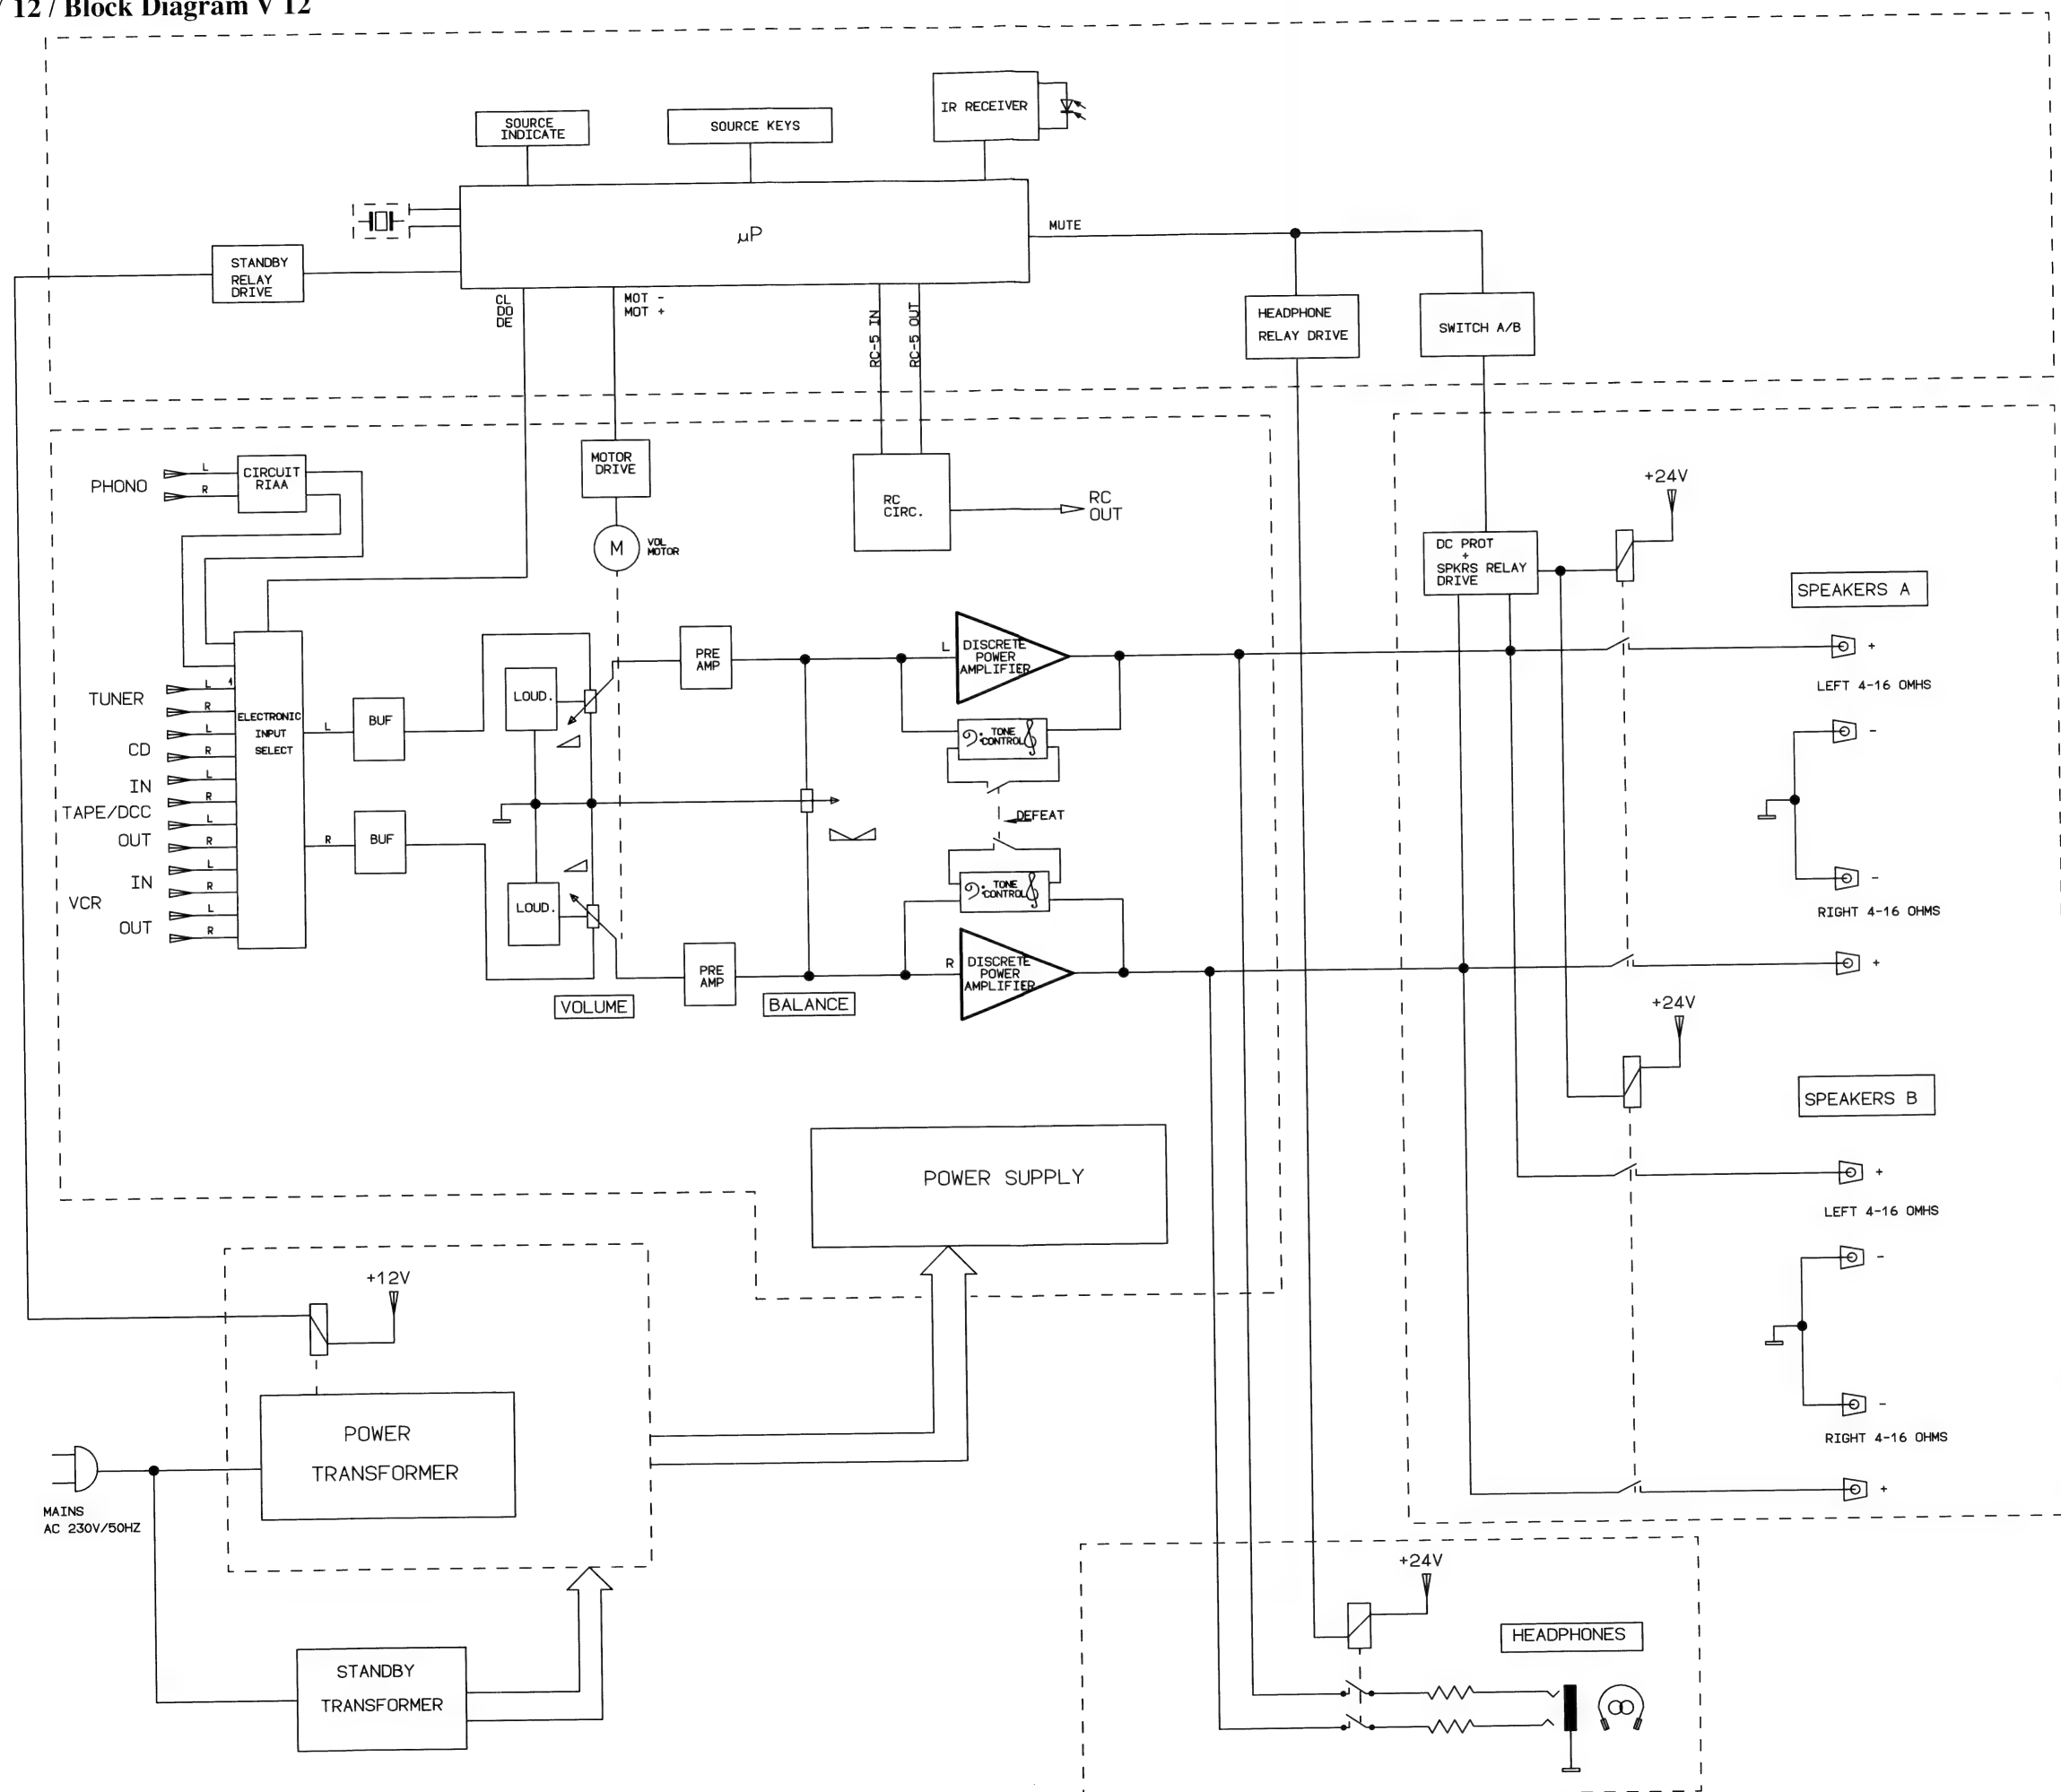 / 12 / Block Diagram V 12
IR RECEIVER
SOURCE
INDICATE
SOURCE KEYS
µP
MUTE
STANDBY
RELAY
DRIVE
CL
DO
DE
MOT -
MOT +
RC-5 IN
RC-5 OUT
HEADPHONE
RELAY DRIVE
SWITCH A/B
PHONO
L
R
CIRCUIT
RIAA
MOTOR
DRIVE
M
VOL
MOTOR
RC
CIRC.
RC
OUT
+24V
DC PROT
+
SPKRS RELAY
DRIVE
SPEAKERS A
+
LEFT 4-16 OMHS
-
-
RIGHT 4-16 OHMS
+
TUNER
L
4
R
CD
L
R
IN
L
R
TAPE/DCC
OUT
L
R
IN
L
R
VCR
OUT
L
R
ELECTRONIC
INPUT
SELECT
L
BUF
R
BUF
LOUD.
LOUD.
PRE
AMP
L
DISCRETE
POWER
AMPLIFIER
TONE
CONTROL
DEFEAT
TONE
CONTROL
PRE
AMP
R
DISCRETE
POWER
AMPLIFIER
VOLUME
BALANCE
+24V
SPEAKERS B
+
LEFT 4-16 OMHS
-
-
RIGHT 4-16 OHMS
+
POWER SUPPLY
+12V
POWER
TRANSFORMER
MAINS
AC 230V/50HZ
STANDBY
TRANSFORMER
+24V
HEADPHONES